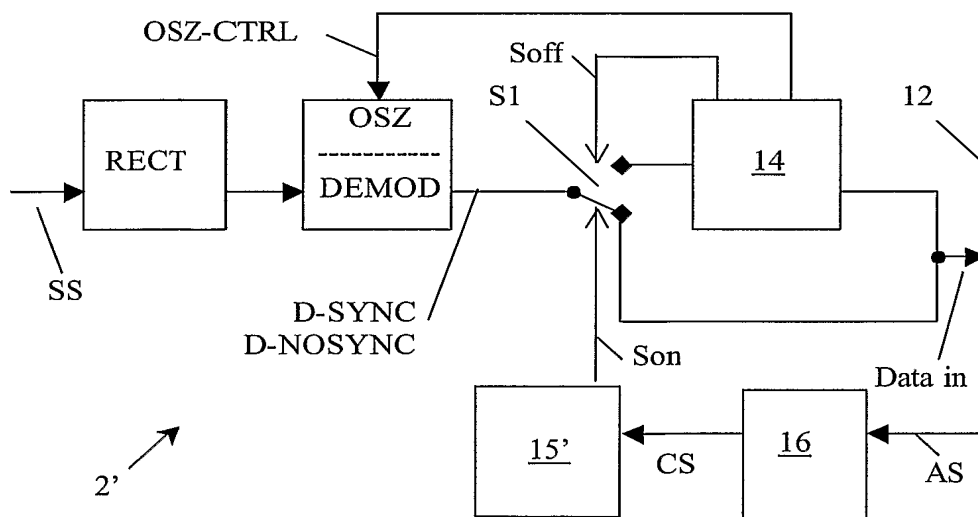 OSZ-CTRL
Soff
S1
12
RECT
OSZ
DEMOD
14
SS
D-SYNC
D-NOSYNC
Son
Data in
15'
CS
16
AS
2'